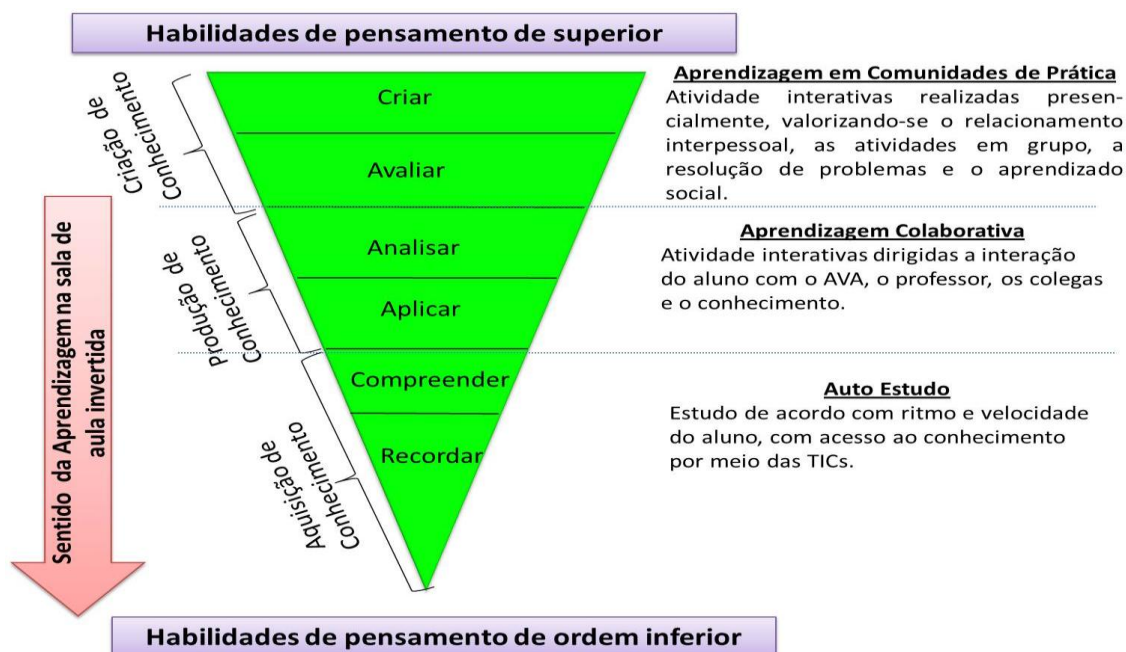 Habilidades de pensamento de superior
Criação de
Conhecimento
Criar
Avaliar
Aprendizagem em Comunidades de Prática
Atividade interativas realizadas presen-
cialmente, valorizando-se o relacionamento
interpessoal, as atividades em grupo, a
resolução de problemas e o aprendizado
social.
Produção de
Conhecimento
Analisar
Aplicar
Aprendizagem Colaborativa
Atividade interativas dirigidas a interação
do aluno com o AVA, o professor, os colegas
e o conhecimento.
Sentido da Aprendizagem na sala de
aula invertida
Aquisição de
Conhecimento
Compreender
Recordar
Auto Estudo
Estudo de acordo com ritmo e velocidade
do aluno, com acesso ao conhecimento
por meio das TICs.
Habilidades de pensamento de ordem inferior